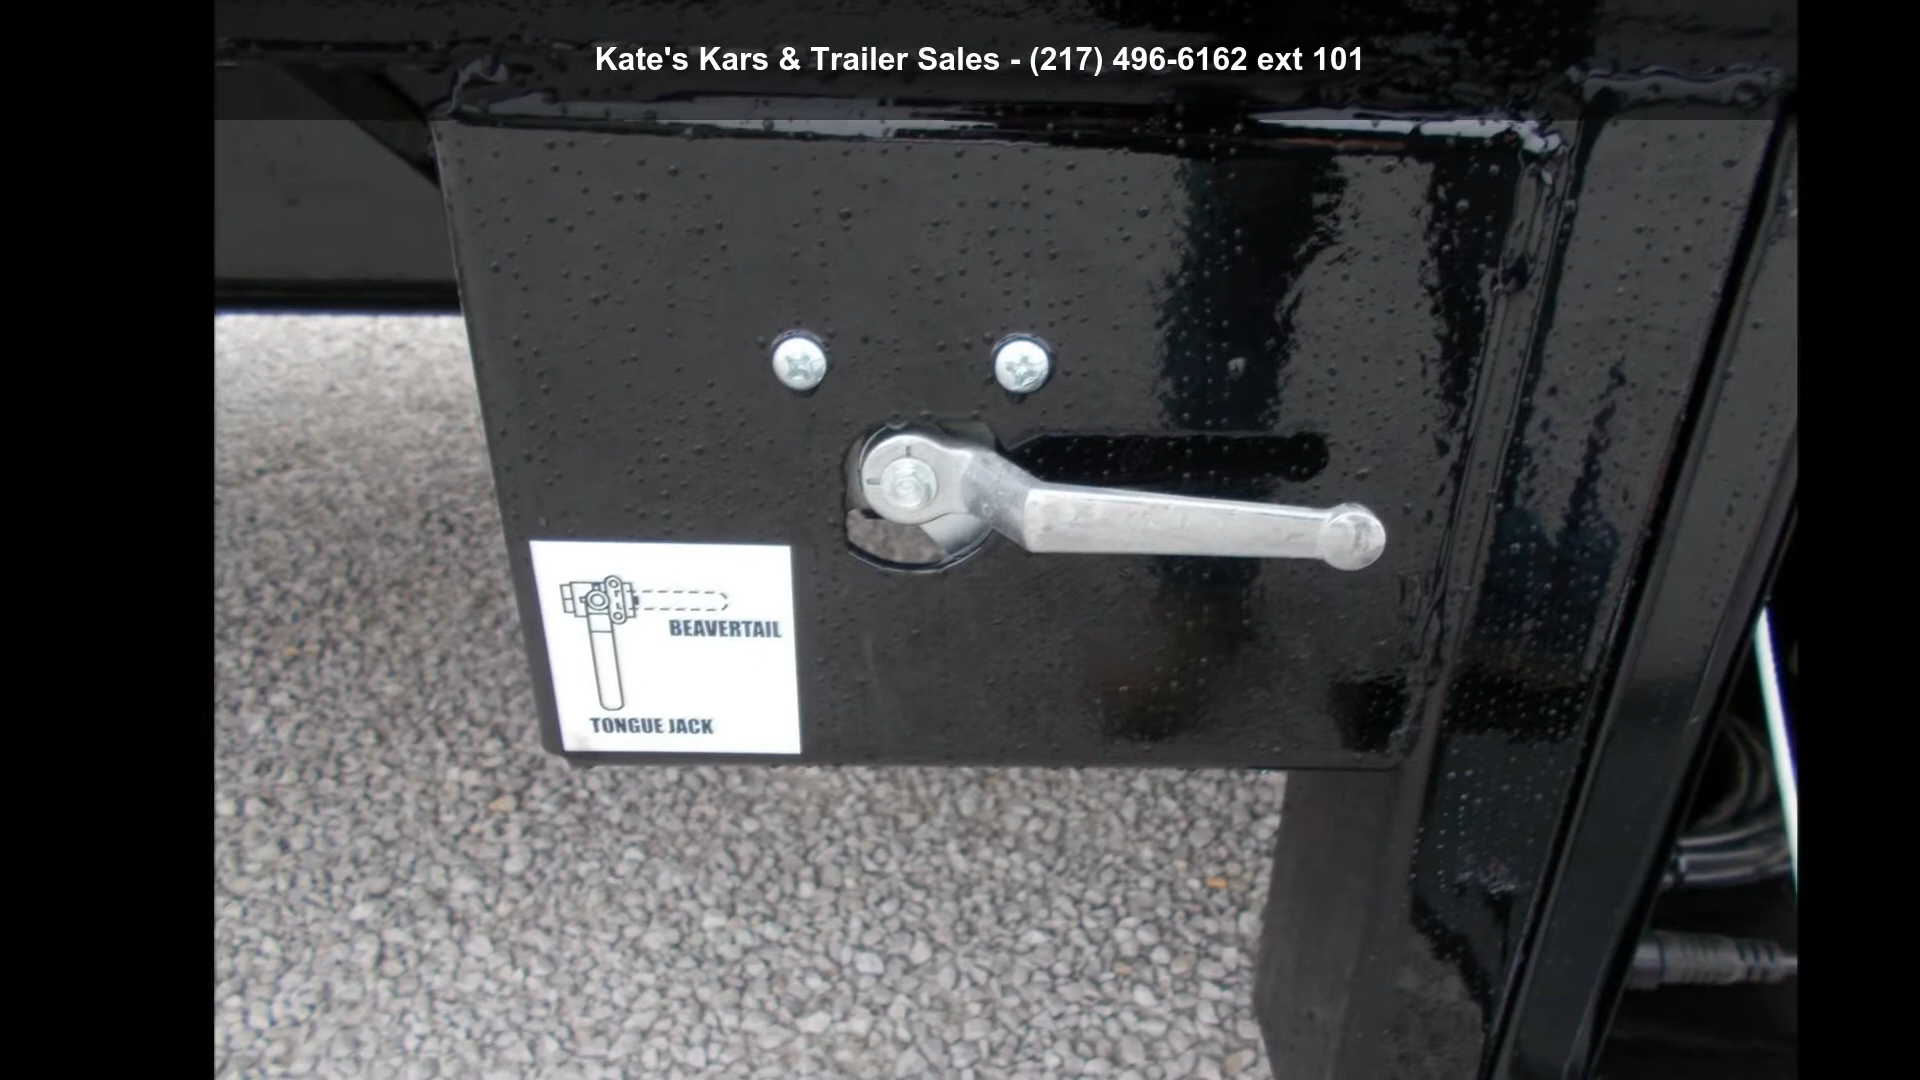 Kate's Kars & Trailer Sales - (217) 496-6162 ext 101
BEAVERTAIL
TONGUE JACK